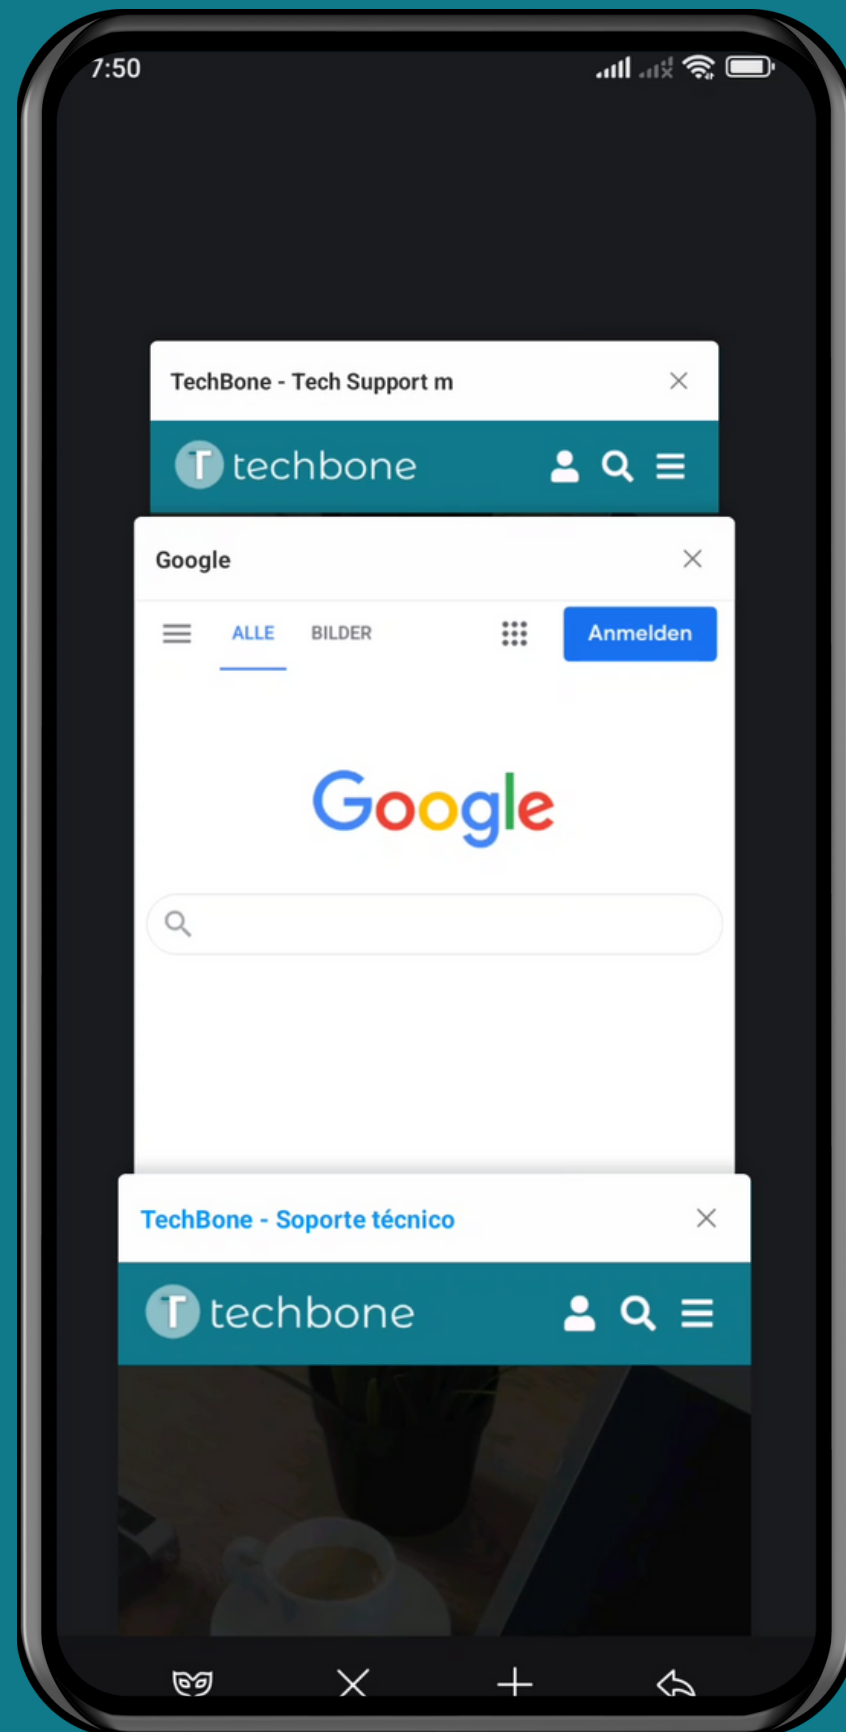 7:50
TechBone - Tech Support m
techbone
Google
ALLE BILDER Anmelden
Google
TechBone - Soporte técnico
techbone